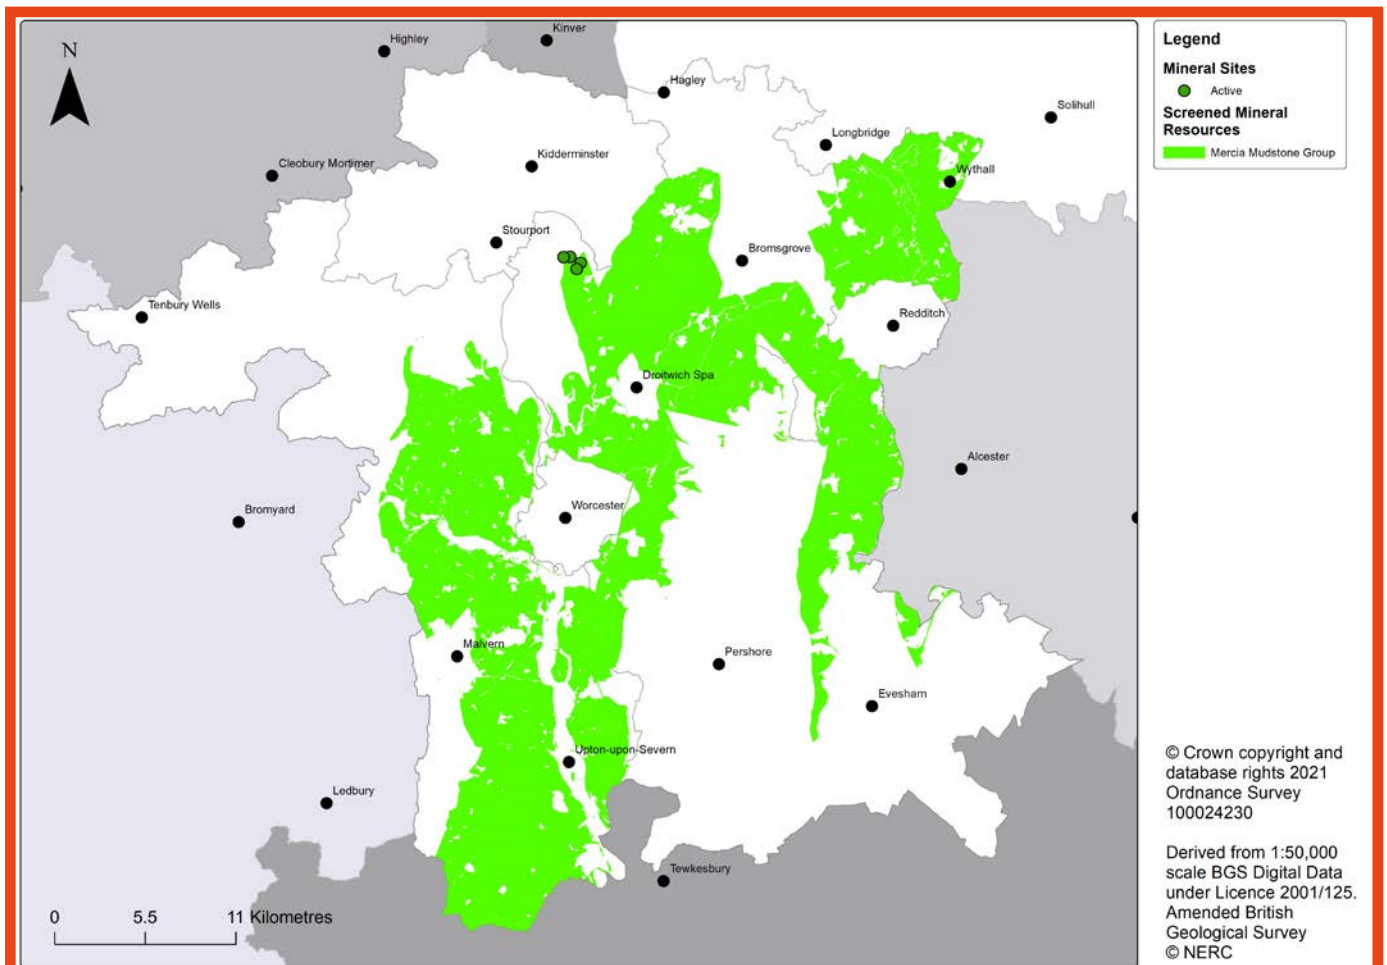 N
Highley
Kinver
Hagley
Solihull
Longbridge
Kidderminster
Cleobury Mortimer
Wythall
Stourport
Bromsgrove
Tenbury Wells
Redditch
Droitwich Spa
Alcester
Worcester
Bromyard
Malvern
Pershore
Evesham
Upton-upon-Severn
Ledbury
Tewkesbury
0 5.5 11 Kilometres
Legend
Mineral Sites
Active
Screened Mineral
Resources
Mercia Mudstone Group
© Crown copyright and
database rights 2021
Ordnance Survey
100024230
Derived from 1:50,000
scale BGS Digital Data
under Licence 2001/125.
Amended British
Geological Survey
© NERC